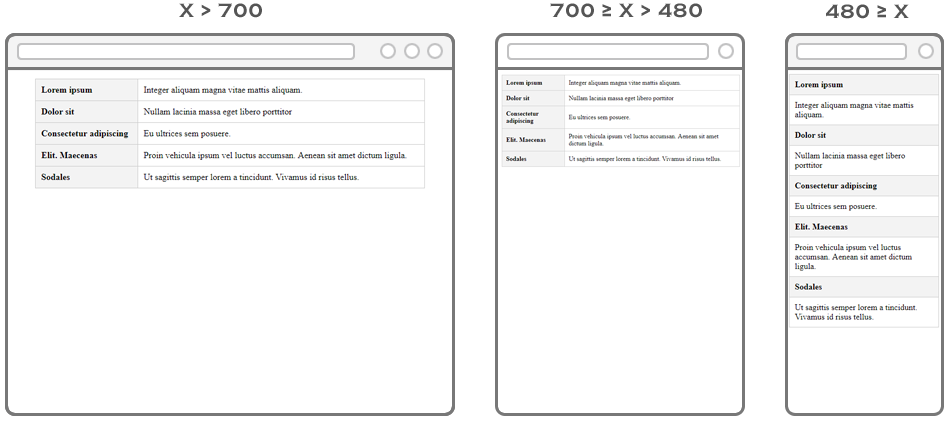 X > 700
Lorem ipsum Integer aliquam magna vitae mattis aliquam.
Dolor sit Nullam lacinia massa eget libero porttitor
Consectetur adipiscing Eu ultrices sem posuere.
Elit. Maecenas Proin vehicula ipsum vel luctus accumsan. Aenean sit amet dictum ligula.
Sodales Ut sagittis semper lorem a tincidunt. Vivamus id risus tellus.
700 ≥ X > 480
Lorem ipsum Integer aliquam magna vitae mattis aliquam.
Dolor sit Nullam lacinia massa eget libero porttitor
Consectetur
adipiscing
Eu ultrices sem posuere.
Elit. Maecenas
Proin vehicula ipsum vel luctus accumsan. Aenean sit amet
dictum ligula.
Sodales Ut sagittis semper lorem a tincidunt. Vivamus id risus tellus.
480 ≥ X
Lorem ipsum
Integer aliquam magna vitae mattis
aliquam.
Dolor sit
Nullam lacinia massa eget libero
porttitor
Consectetur adipiscing
Eu ultrices sem posuere.
Elit. Maecenas
Proin vehicula ipsum vel luctus
accumsan. Aenean sit amet dictum
ligula.
Sodales
Ut sagittis semper lorem a tincidunt.
Vivamus id risus tellus.